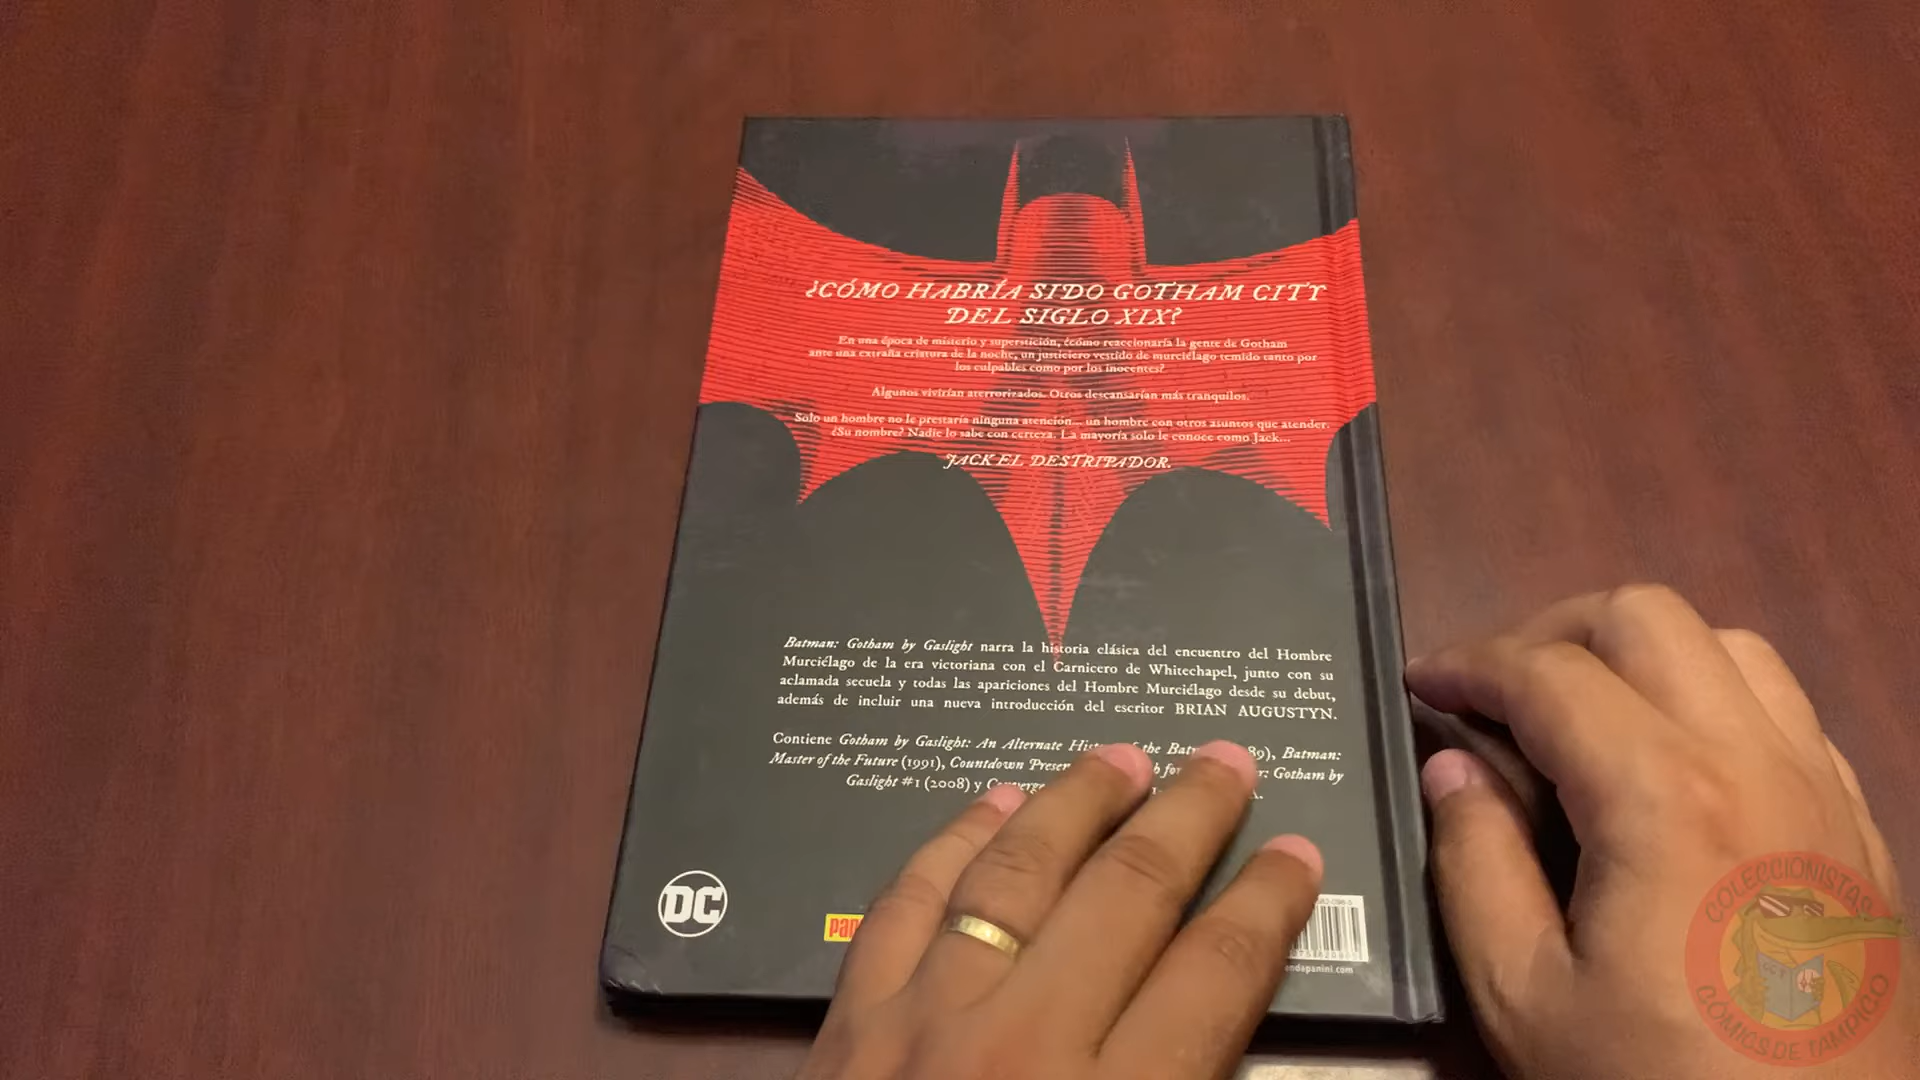 ¿CÓMO HABRÍA SIDO GOTHAM CITY
DEL SIGLO XIX?
En una época de misterio y superstición, ¿cómo reaccionaría la gente de Gotham
ante una extraña criatura de la noche, un justiciero vestido de murciélago temido tanto por
los culpables como por los inocentes?
Algunos vivirían aterrorizados. Otros descansarían más tranquilos.
Solo un hombre no le prestaría ninguna atención... un hombre con otros asuntos que atender.
¿Su nombre? Nadie lo sabe con certeza. La mayoría solo le conoce como Jack...
JACK EL DESTRIPADOR.
Batman: Gotham by Gaslight narra la historia clásica del encuentro del Hombre
Murciélago de la era victoriana con el Carnicero de Whitechapel, junto con su
aclamada secuela y todas las apariciones del Hombre Murciélago desde su debut,
además de incluir una nueva introducción del escritor BRIAN AUGUSTYN.
Contiene Gotham by Gaslight: An Alternate the 89), Batman:
Master of the Future (1991), Countdown Gotham by
Gaslight #1 (2008) y
DC
COLECCIONISTAS
CÓMICS DE TAMPICO